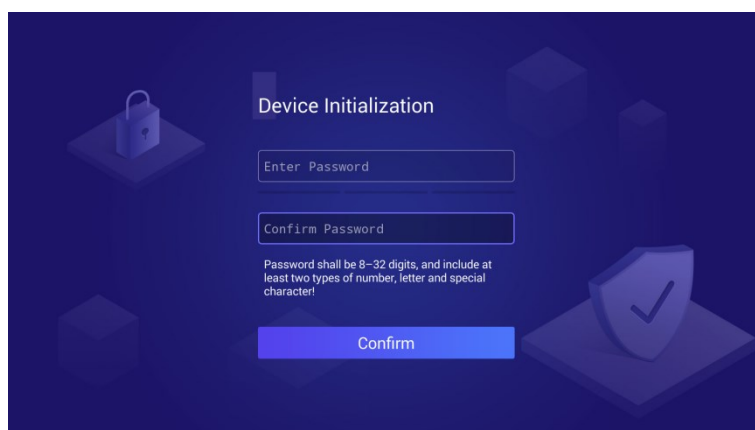 Device Initialization
Enter Password
Confirm Password
Password shall be 8–32 digits, and include at
least two types of number, letter and special
character!
Confirm